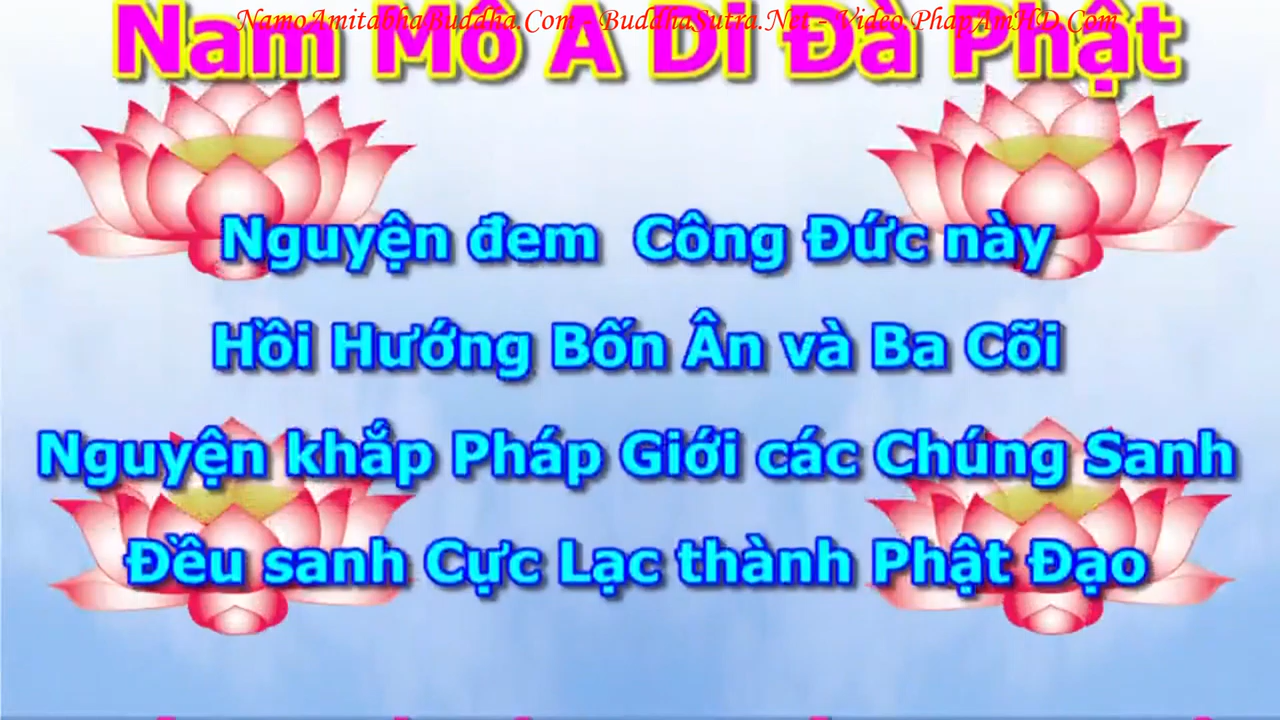 NamoAmitabhaBuddha.Com - BuddhaSutra.Net - Video.PhapAmHD.Com
Nam Mô A Di Đà Phật
Nguyện đem Công Đức này
Hồi Hướng Bốn Ân và Ba Cõi
Nguyện khắp Pháp Giới các Chúng Sanh
Đều sanh Cực Lạc thành Phật Đạo